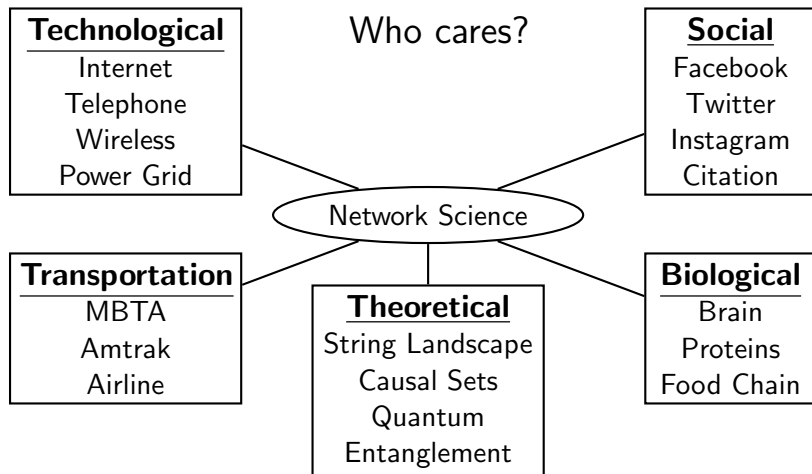 Who cares?
Technological
Internet
Telephone
Wireless
Power Grid
Social
Facebook
Twitter
Instagram
Citation
Network Science
Transportation
MBTA
Amtrak
Airline
Theoretical
String Landscape
Causal Sets
Quantum
Entanglement
Biological
Brain
Proteins
Food Chain